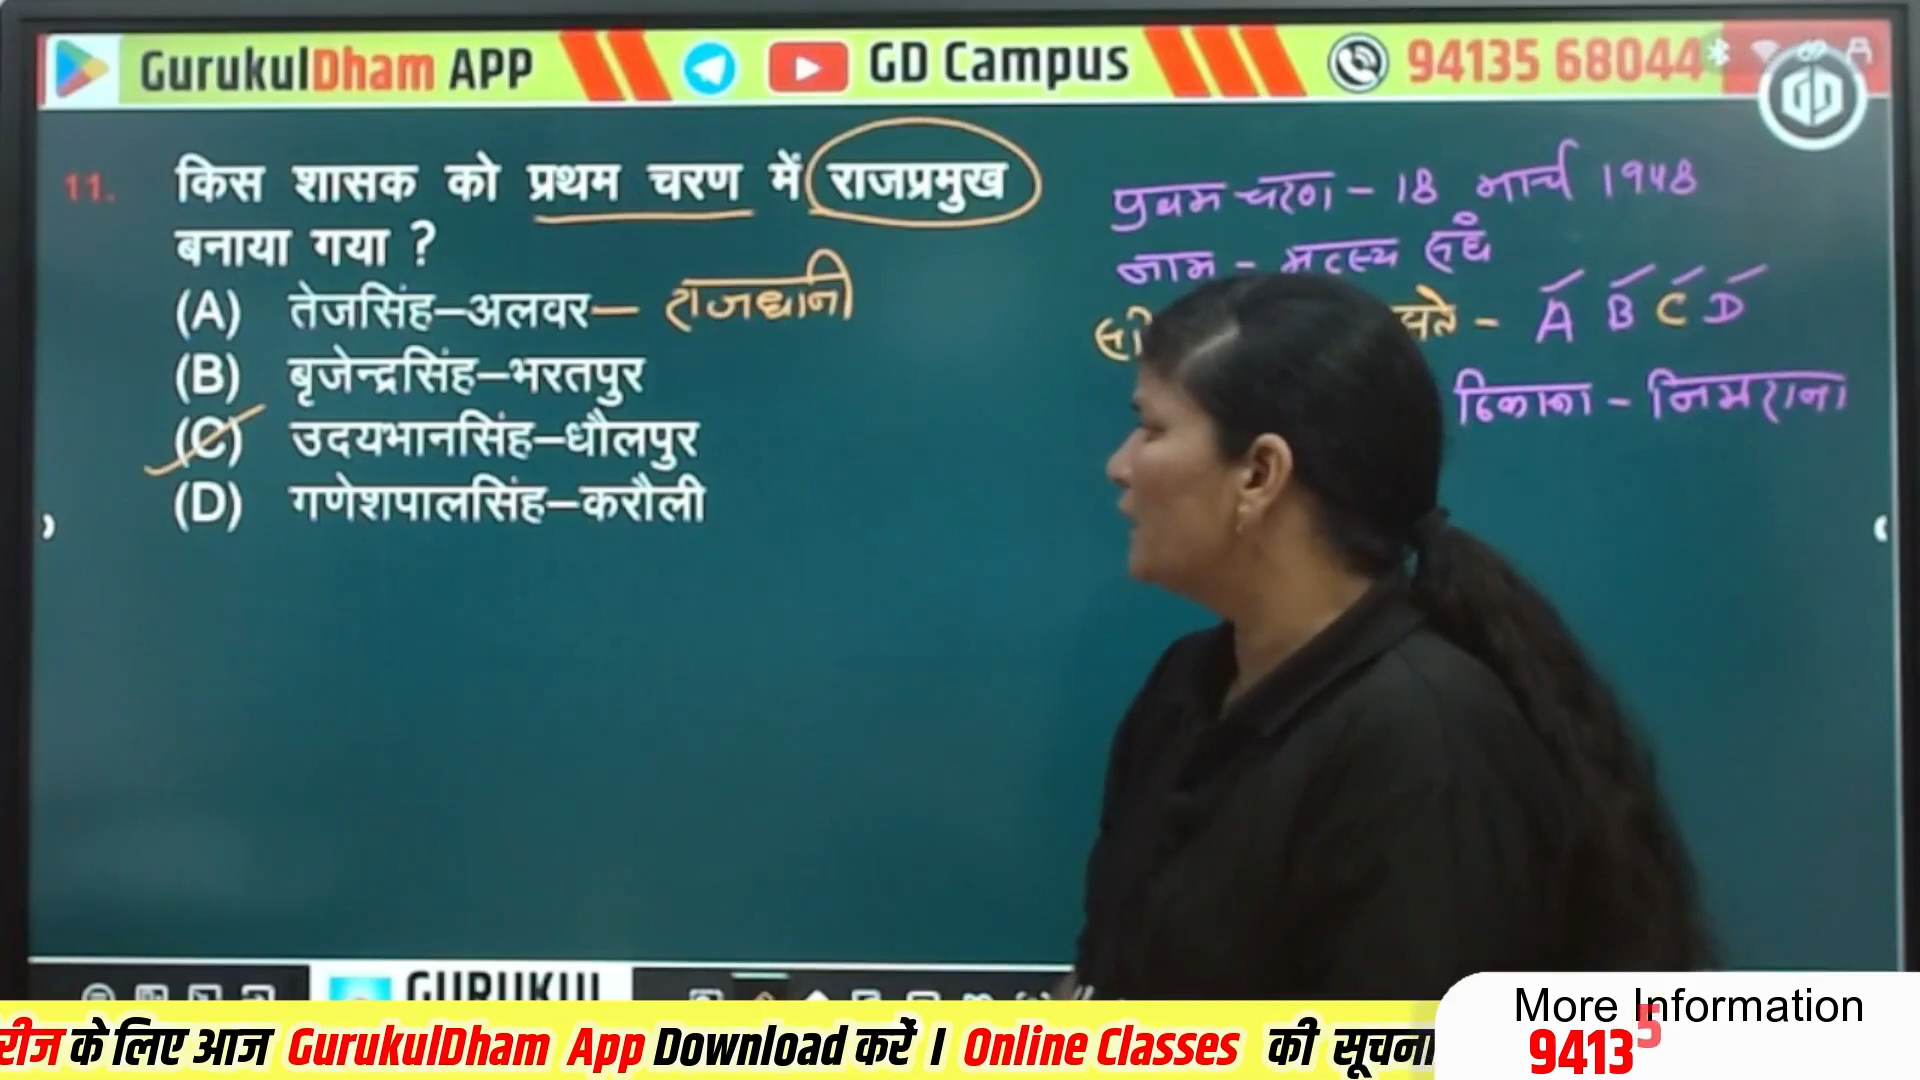 GurukulDham APP GD Campus 94135 68044
11. किस शासक को प्रथम चरण में राजप्रमुख
बनाया गया ?
(A) तेजसिंह–अलवर– राजधानी
(B) बृजेन्द्रसिंह–भरतपुर
(C) उदयभानसिंह–धौलपुर
(D) गणेशपालसिंह–करौली
प्रथम चरण – 18 मार्च 1948
नाम – मत्स्य संघ
A B C D
ठिकाना – निमराना
GURUKUL
रीज के लिए आज GurukulDham App Download करें । Online Classes की सूचना
More Information
9413